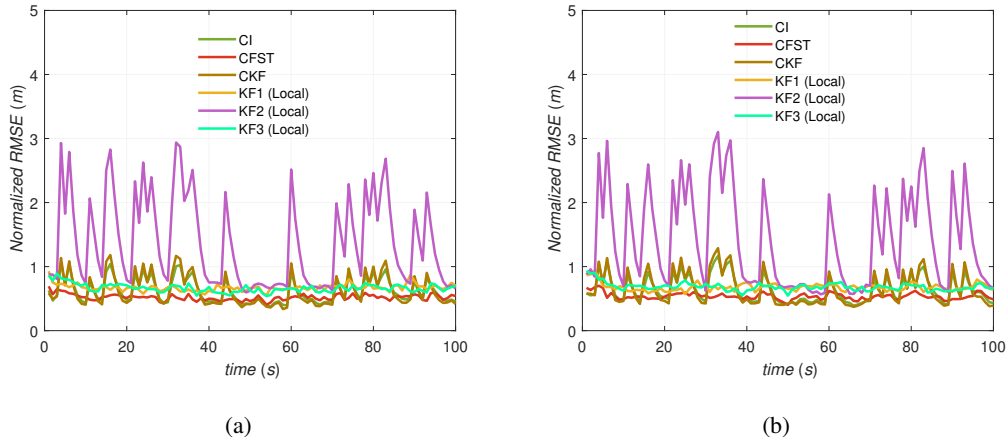 5
4
3
2
1
0
Normalized RMSE (m)
CI
CFST
CKF
KF1 (Local)
KF2 (Local)
KF3 (Local)
0 20 40 60 80 100
time (s)
(a)
5
4
3
2
1
0
Normalized RMSE (m)
CI
CFST
CKF
KF1 (Local)
KF2 (Local)
KF3 (Local)
0 20 40 60 80 100
time (s)
(b)